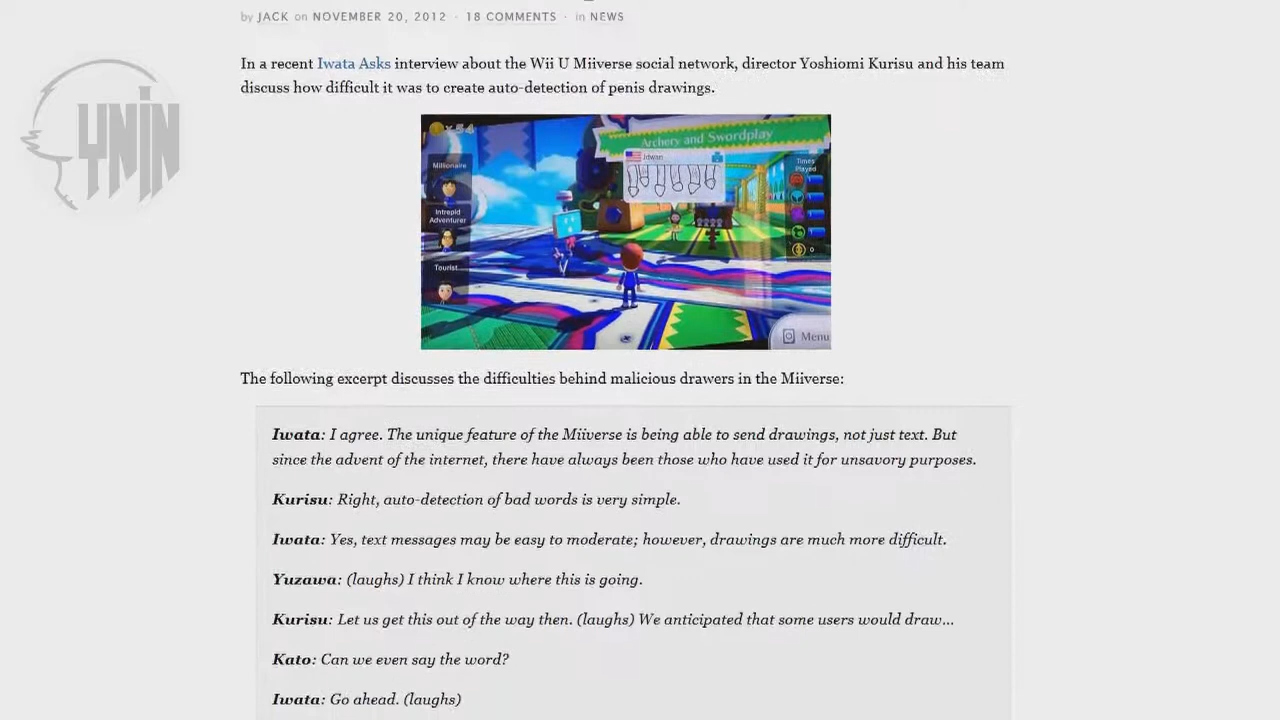 by JACK on NOVEMBER 20, 2012 · 18 COMMENTS · in NEWS
YNIN
In a recent Iwata Asks interview about the Wii U Miiverse social network, director Yoshiomi Kurisu and his team
discuss how difficult it was to create auto-detection of penis drawings.
x54
Archery and Swordplay
Millionaire
Intrepid
Adventurer
Tourist
Times
Played
0
Menu
The following excerpt discusses the difficulties behind malicious drawers in the Miiverse:
Iwata: I agree. The unique feature of the Miiverse is being able to send drawings, not just text. But
since the advent of the internet, there have always been those who have used it for unsavory purposes.
Kurisu: Right, auto-detection of bad words is very simple.
Iwata: Yes, text messages may be easy to moderate; however, drawings are much more difficult.
Yuzawa: (laughs) I think I know where this is going.
Kurisu: Let us get this out of the way then. (laughs) We anticipated that some users would draw...
Kato: Can we even say the word?
Iwata: Go ahead. (laughs)